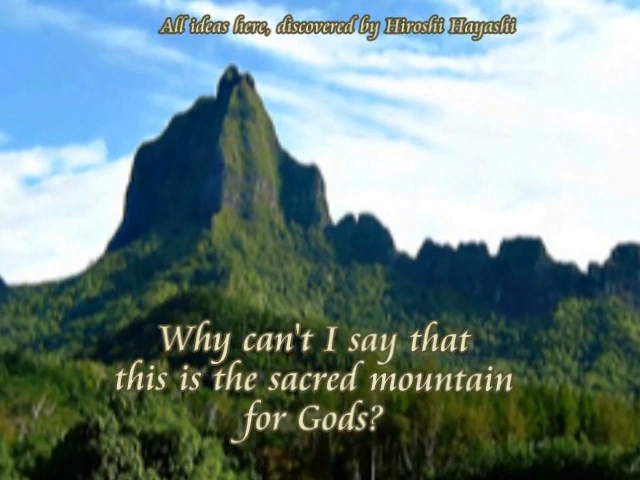 All ideas here, discovered by Hiroshi Hayashi
Why can't I say that
this is the sacred mountain
for Gods?